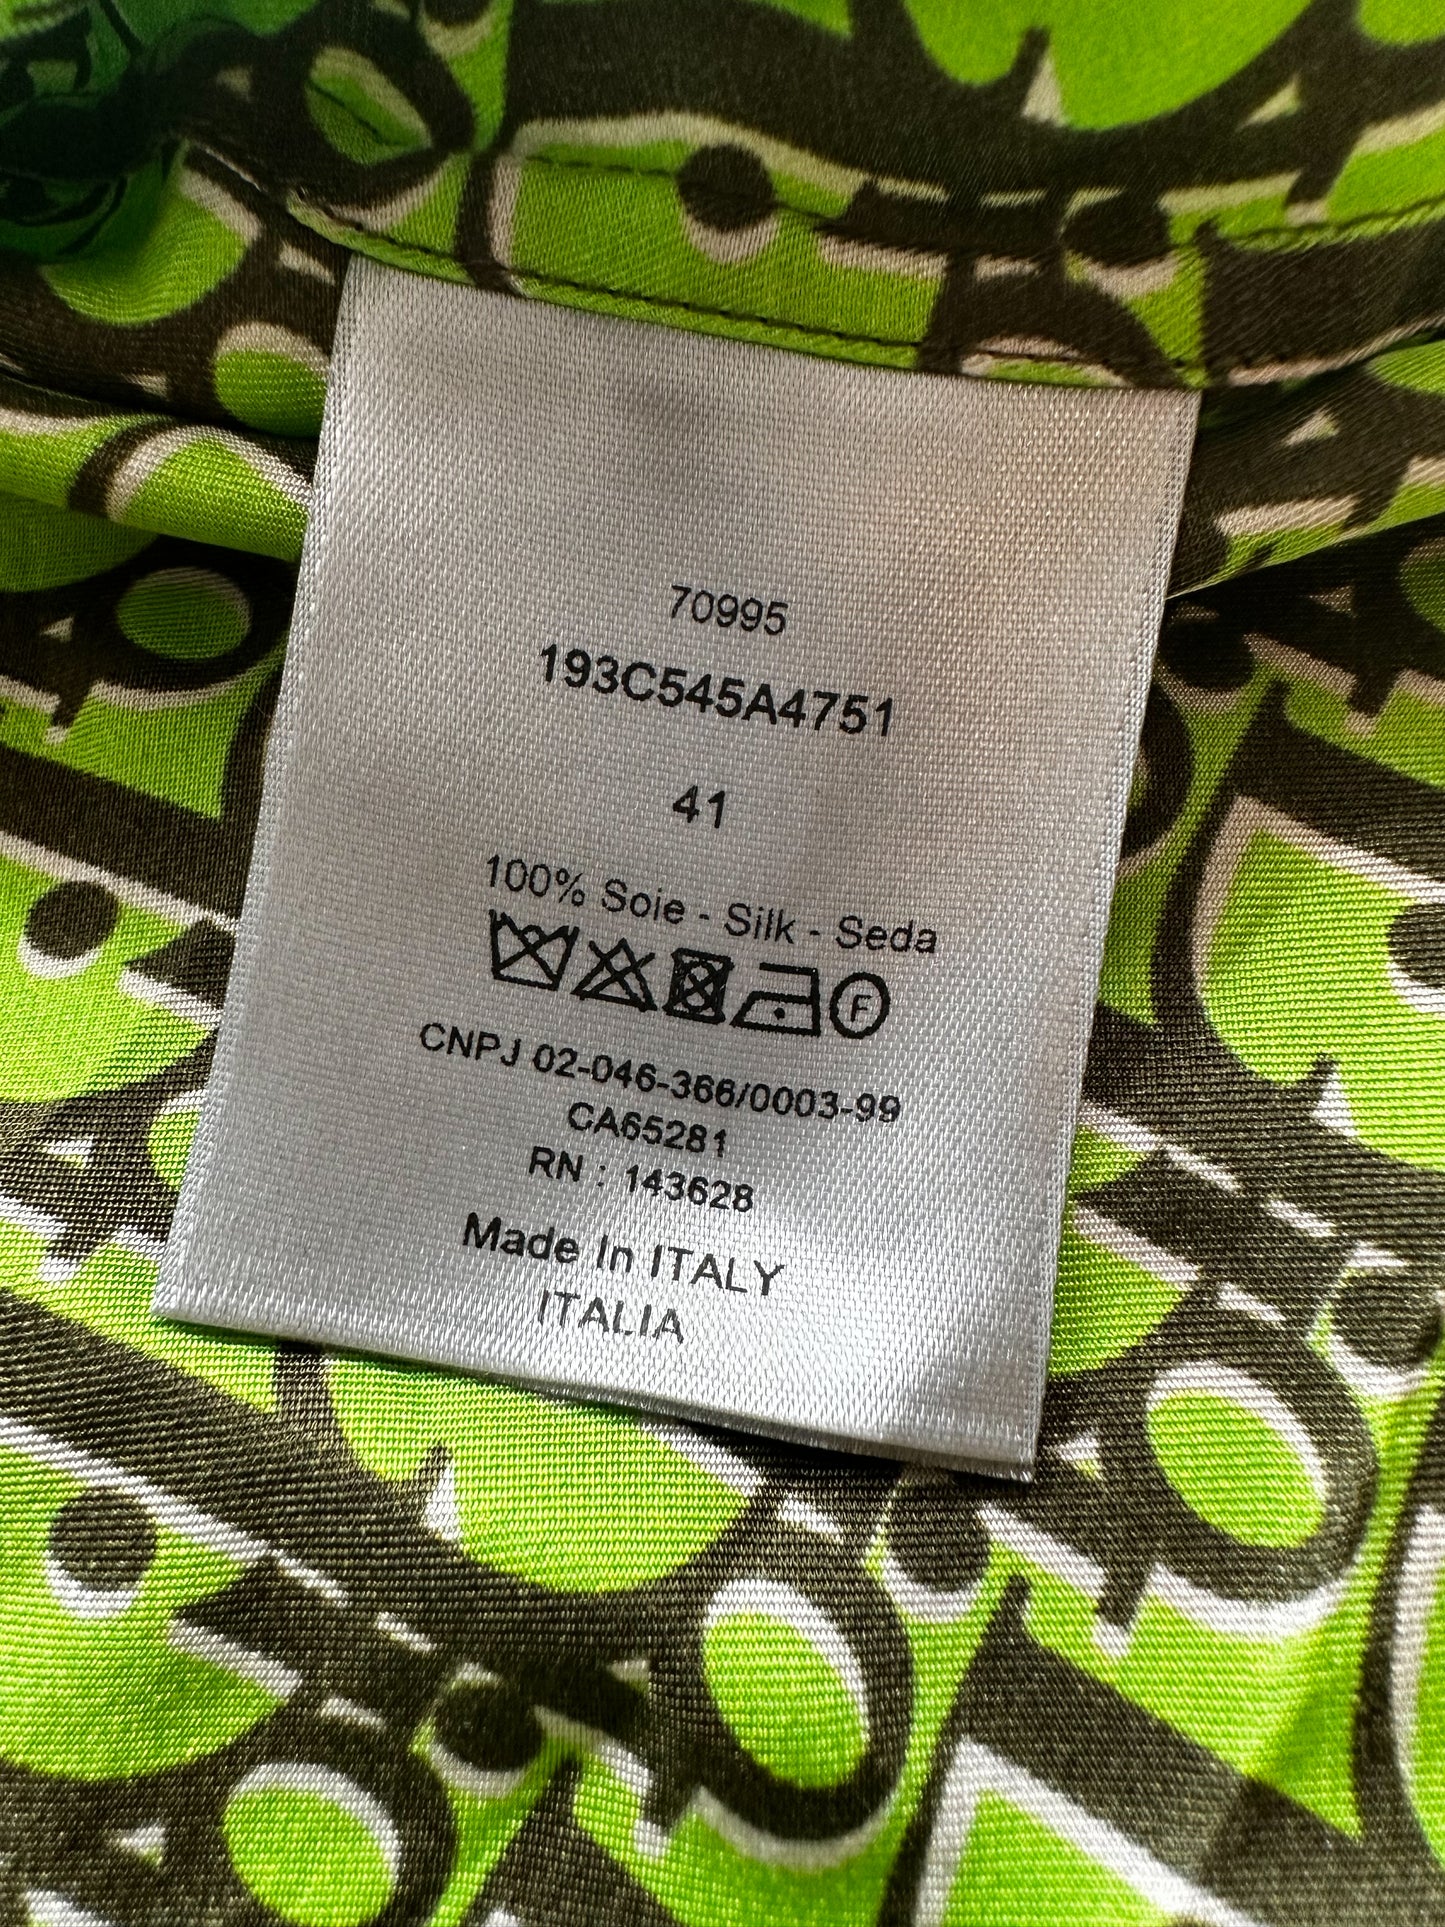 70995
193C545A4751
41
100% Soie - Silk - Seda
F
CNPJ 02-046-366/0003-99
CA65281
RN : 143628
Made In ITALY
ITALIA